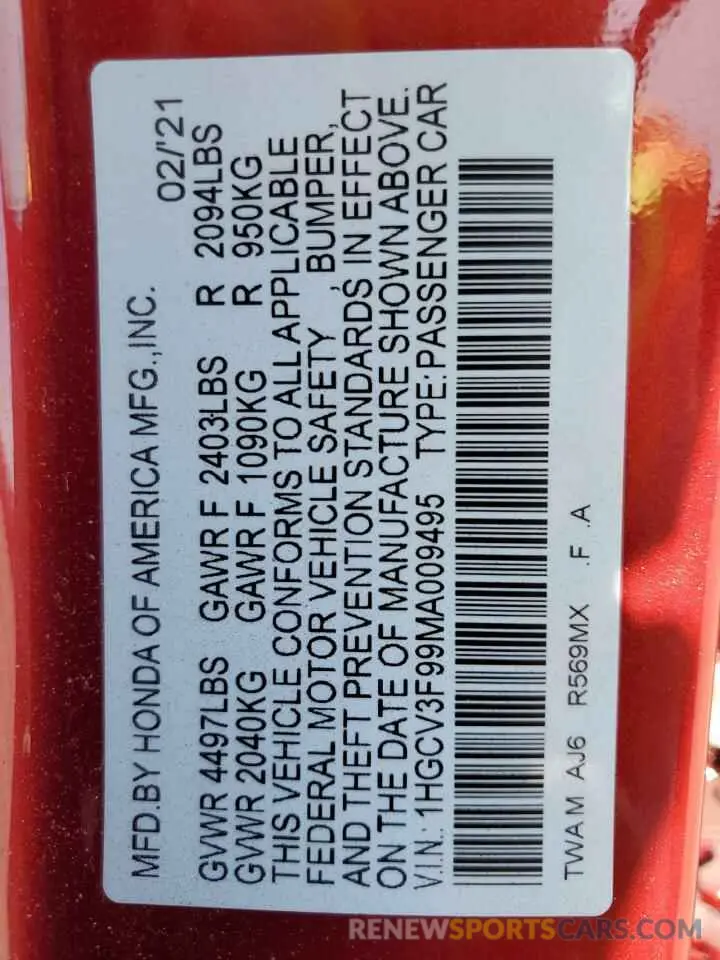 MFD.BY HONDA OF AMERICA MFG.,INC. 02/'21
GVWR 4497LBS GAWR F 2403LBS R 2094LBS
GVWR 2040KG GAWR F 1090KG R 950KG
THIS VEHICLE CONFORMS TO ALL APPLICABLE
FEDERAL MOTOR VEHICLE SAFETY , BUMPER,
AND THEFT PREVENTION STANDARDS IN EFFECT
ON THE DATE OF MANUFACTURE SHOWN ABOVE.
V.I.N.: 1HGCV3F99MA009495 TYPE:PASSENGER CAR
TWAM AJ6 R569MX .F .A
RENEWSPORTSCARS.COM